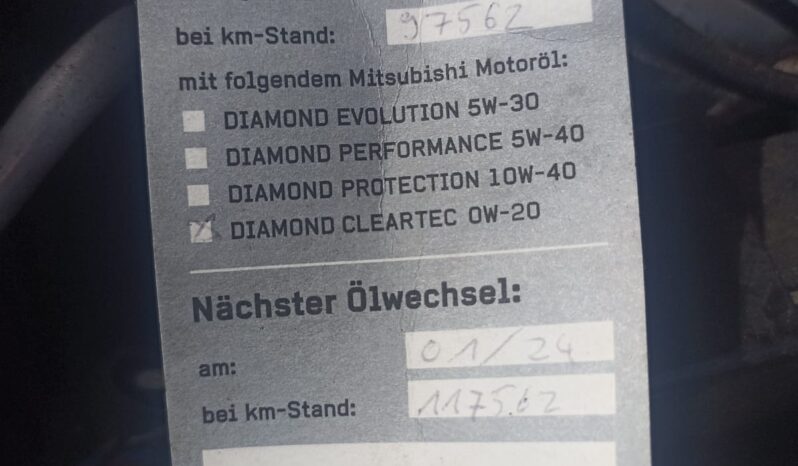 bei km-Stand: 97562
mit folgendem Mitsubishi Motoröl:
DIAMOND EVOLUTION 5W-30
DIAMOND PERFORMANCE 5W-40
DIAMOND PROTECTION 10W-40
DIAMOND CLEARTEC 0W-20
Nächster Ölwechsel:
am: 01/24
bei km-Stand: 117562